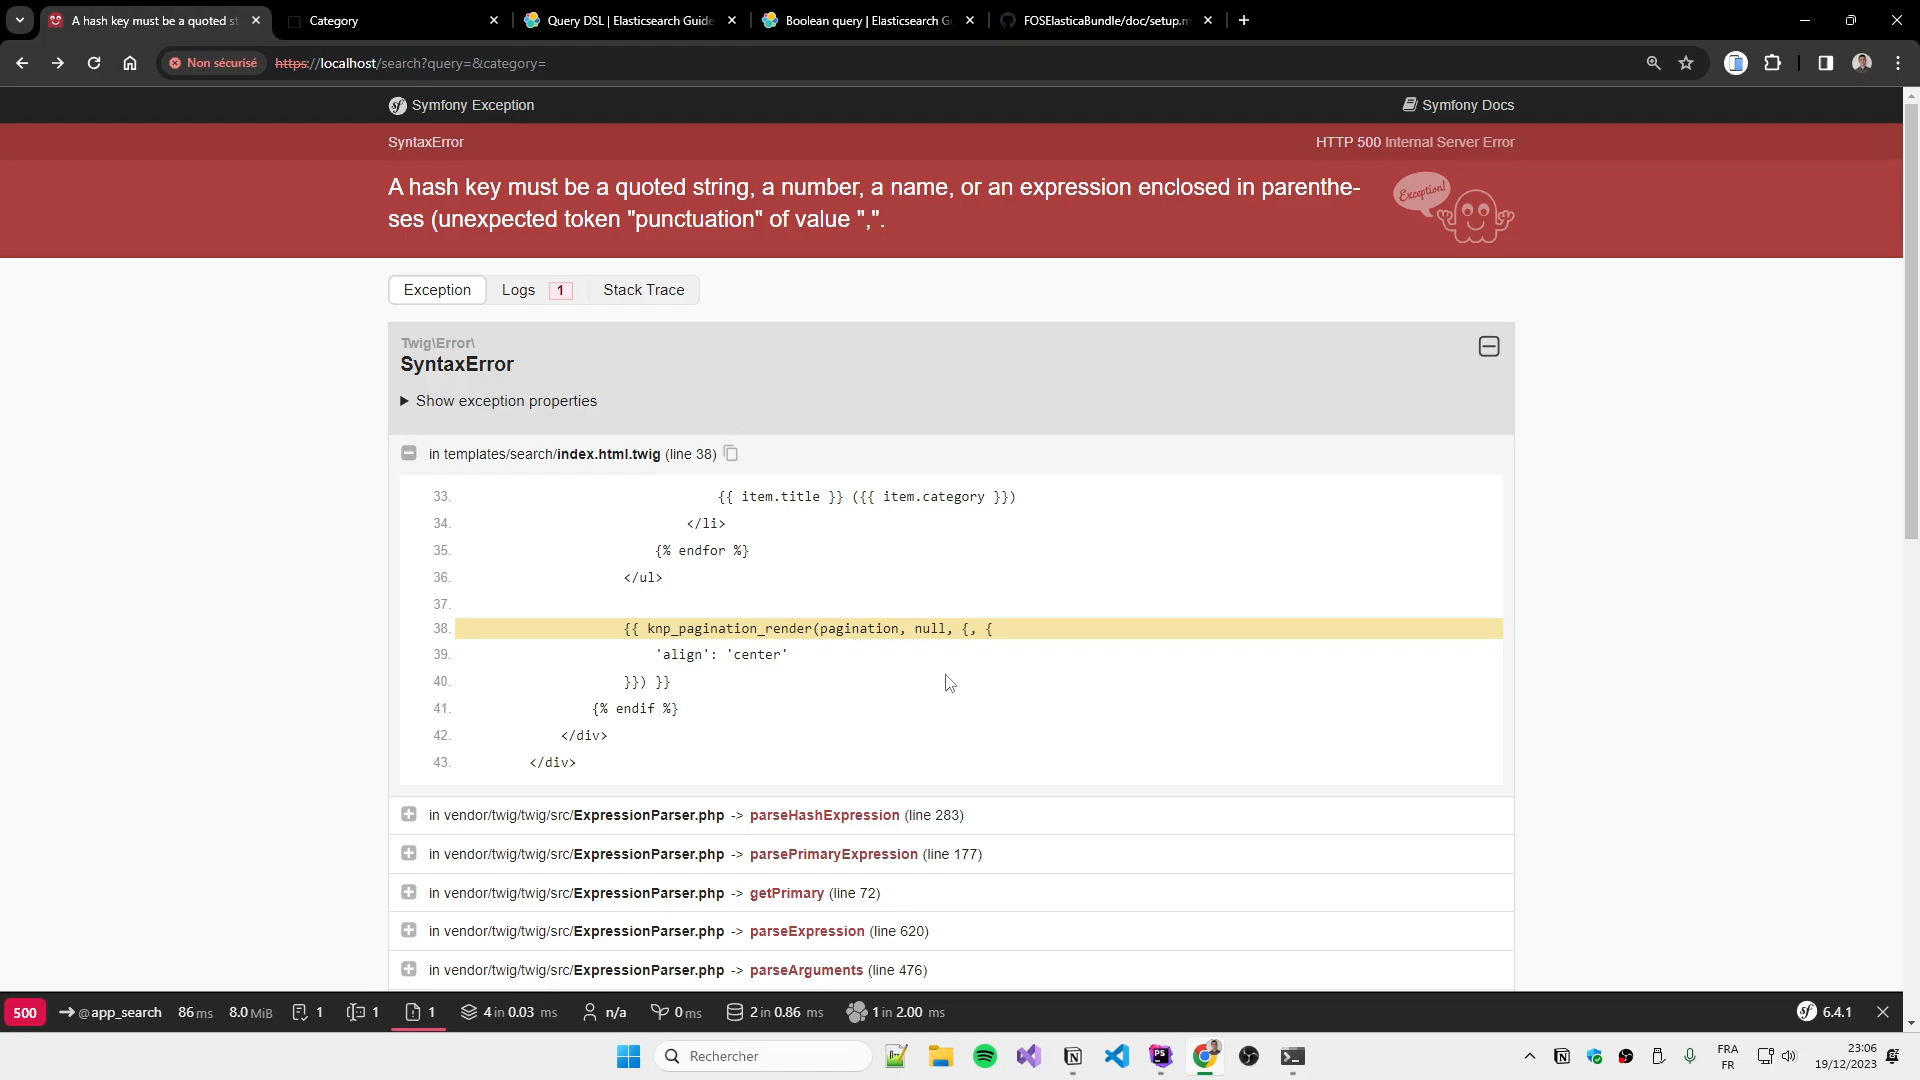 A hash key must be a quoted st
Category
Query DSL | Elasticsearch Guide
Boolean query | Elasticsearch G
FOSElasticaBundle/doc/setup.m
Non sécurisé
https://localhost/search?query=&category=
Symfony Exception
Symfony Docs
SyntaxError
HTTP 500 Internal Server Error
A hash key must be a quoted string, a number, a name, or an expression enclosed in parenthe-
ses (unexpected token "punctuation" of value ",".
Exception!
Exception
Logs 1
Stack Trace
Twig\Error\
SyntaxError
Show exception properties
in templates/search/index.html.twig (line 38)
33. {{ item.title }} ({{ item.category }})
34. </li>
35. {% endfor %}
36. </ul>
37.
38. {{ knp_pagination_render(pagination, null, {, {
39. 'align': 'center'
40. }}) }}
41. {% endif %}
42. </div>
43. </div>
in vendor/twig/twig/src/ExpressionParser.php -> parseHashExpression (line 283)
in vendor/twig/twig/src/ExpressionParser.php -> parsePrimaryExpression (line 177)
in vendor/twig/twig/src/ExpressionParser.php -> getPrimary (line 72)
in vendor/twig/twig/src/ExpressionParser.php -> parseExpression (line 620)
in vendor/twig/twig/src/ExpressionParser.php -> parseArguments (line 476)
500 @app_search 86 ms 8.0 MiB 1 1 1 4 in 0.03 ms n/a 0 ms 2 in 0.86 ms 1 in 2.00 ms 6.4.1
Rechercher
FRA
FR
23:06
19/12/2023